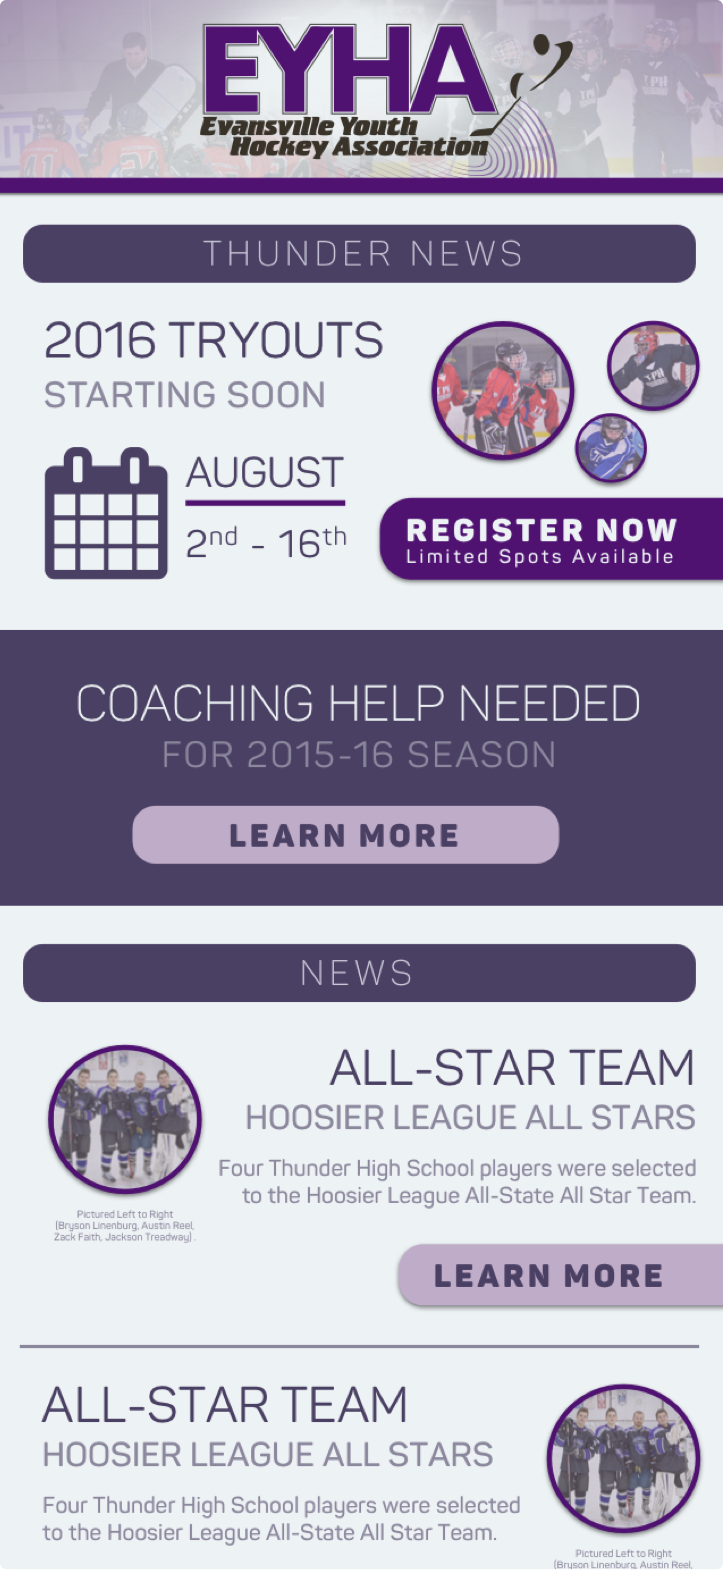 EYHA
Evansville Youth
Hockey Association
THUNDER NEWS
2016 TRYOUTS
STARTING SOON
AUGUST
2nd - 16th
REGISTER NOW
Limited Spots Available
COACHING HELP NEEDED
FOR 2015-16 SEASON
LEARN MORE
NEWS
ALL-STAR TEAM
HOOSIER LEAGUE ALL STARS
Four Thunder High School players were selected
to the Hoosier League All-State All Star Team.
Pictured Left to Right
(Bryson Linenburg, Austin Reel,
Zack Faith, Jackson Treadway) .
LEARN MORE
ALL-STAR TEAM
HOOSIER LEAGUE ALL STARS
Four Thunder High School players were selected
to the Hoosier League All-State All Star Team.
Pictured Left to Right
(Bryson Linenburg, Austin Reel,